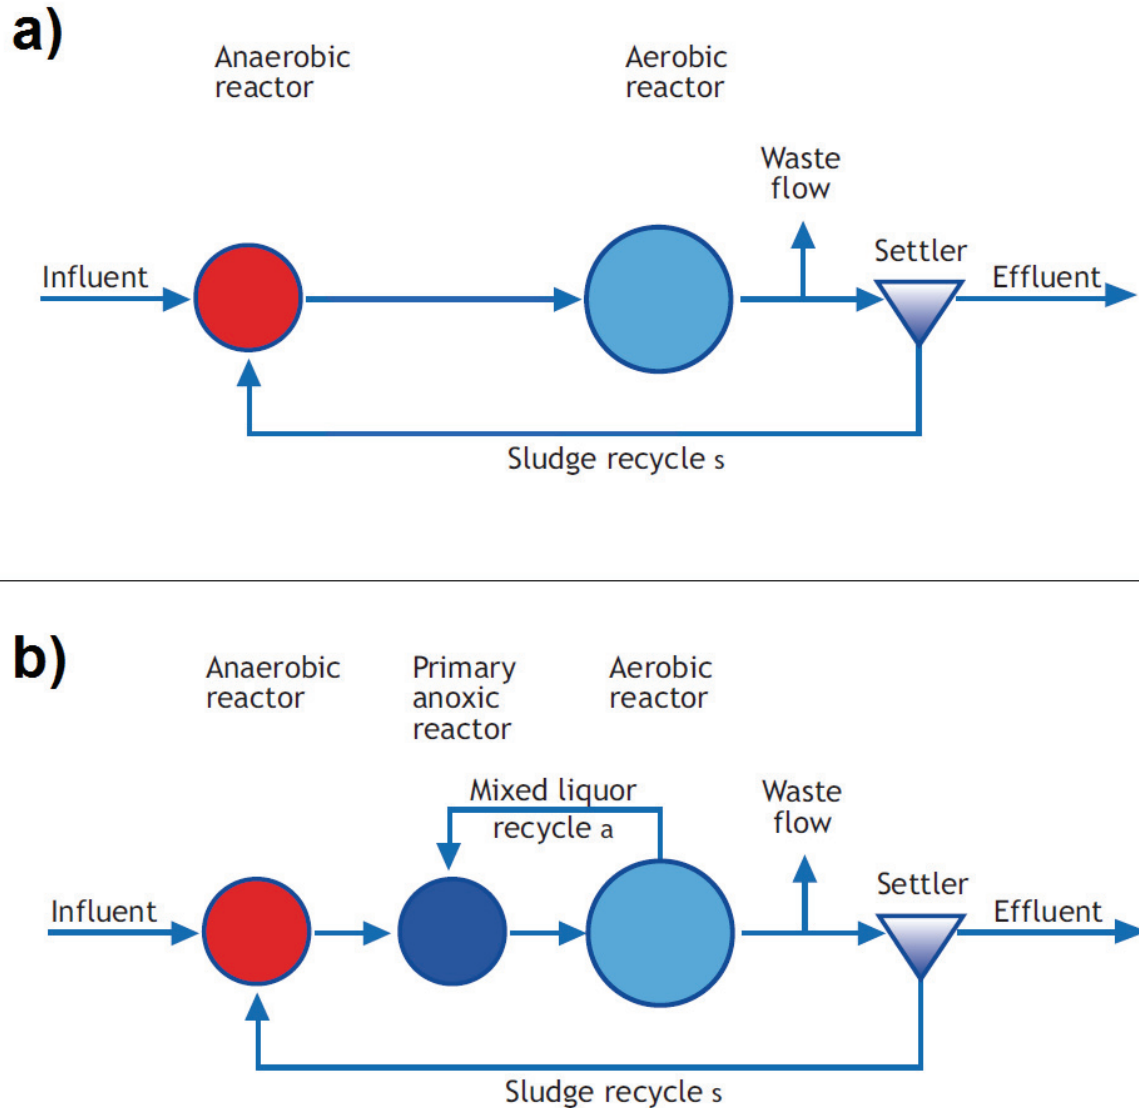 a)
Anaerobic
reactor
Aerobic
reactor
Waste
flow
Settler
Influent
Effluent
Sludge recycle s
b)
Anaerobic
reactor
Primary
anoxic
reactor
Aerobic
reactor
Mixed liquor
recycle a
Waste
flow
Settler
Influent
Effluent
Sludge recycle s